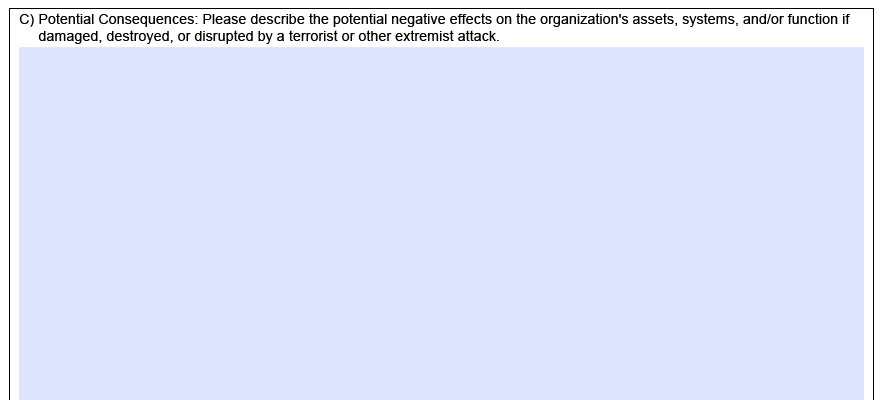 C) Potential Consequences: Please describe the potential negative effects on the organization's assets, systems, and/or function if
damaged, destroyed, or disrupted by a terrorist or other extremist attack.